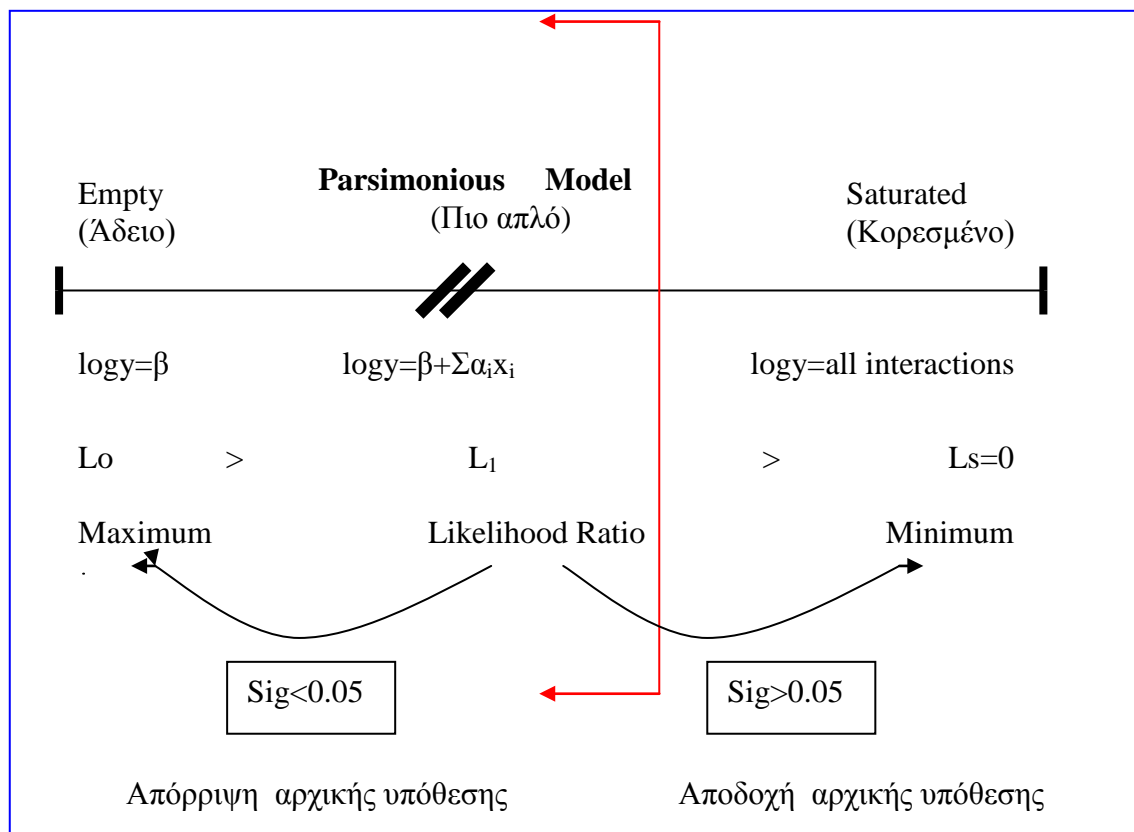 Parsimonious Model
Empty
(Άδειο)
(Πιο απλό)
Saturated
(Κορεσμένο)
logy=β logy=β+Σαᵢxᵢ logy=all interactions
Lo > L₁ > Ls=0
Maximum Likelihood Ratio Minimum
Sig<0.05 Sig>0.05
Απόρριψη αρχικής υπόθεσης Αποδοχή αρχικής υπόθεσης